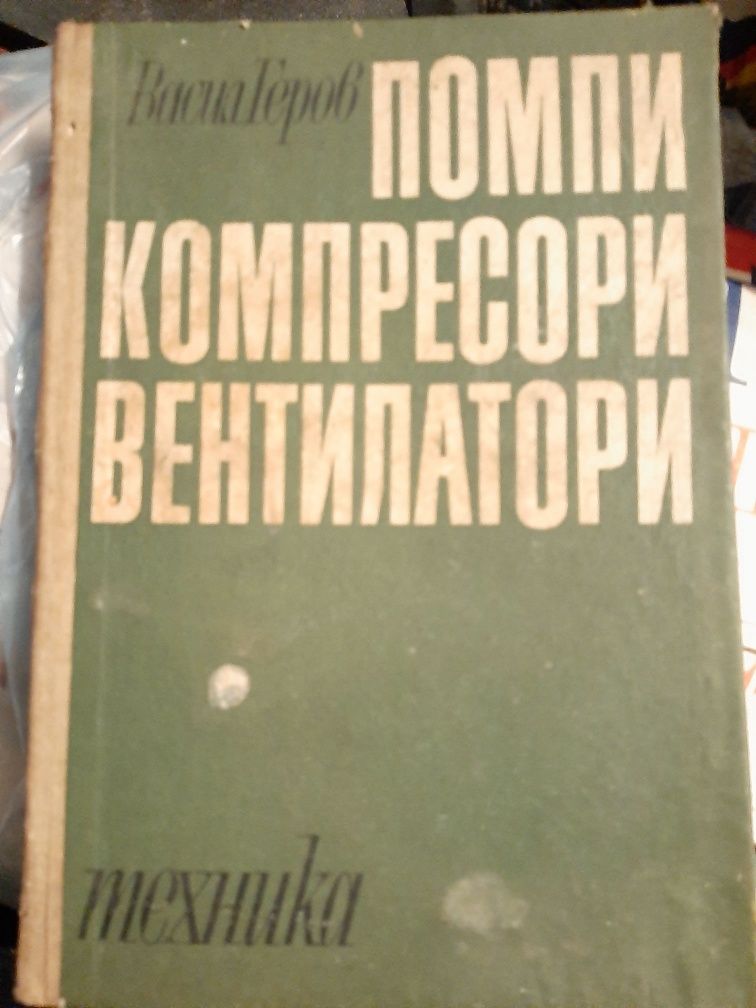 Васил Геров
ПОМПИ
КОМПРЕСОРИ
ВЕНТИЛАТОРИ
техника